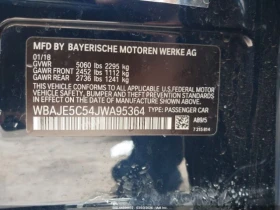 MFD BY BAYERISCHE MOTOREN WERKE AG
01/18
GVWR 5060 lbs 2295 kg
GAWR FRONT 2452 lbs 1112 kg
GAWR REAR 2736 lbs 1241 kg
THIS VEHICLE CONFORMS TO ALL APPLICABLE
U.S. FEDERAL MOTOR VEHICLE SAFETY, BUMPER
AND THEFT PREVENTION STANDARDS IN EFFECT
ON THE DATE OF MANUFACTURE SHOWN ABOVE.
WBAJE5C54JWA95364
TYPE: PASSENGER CAR
A89/5